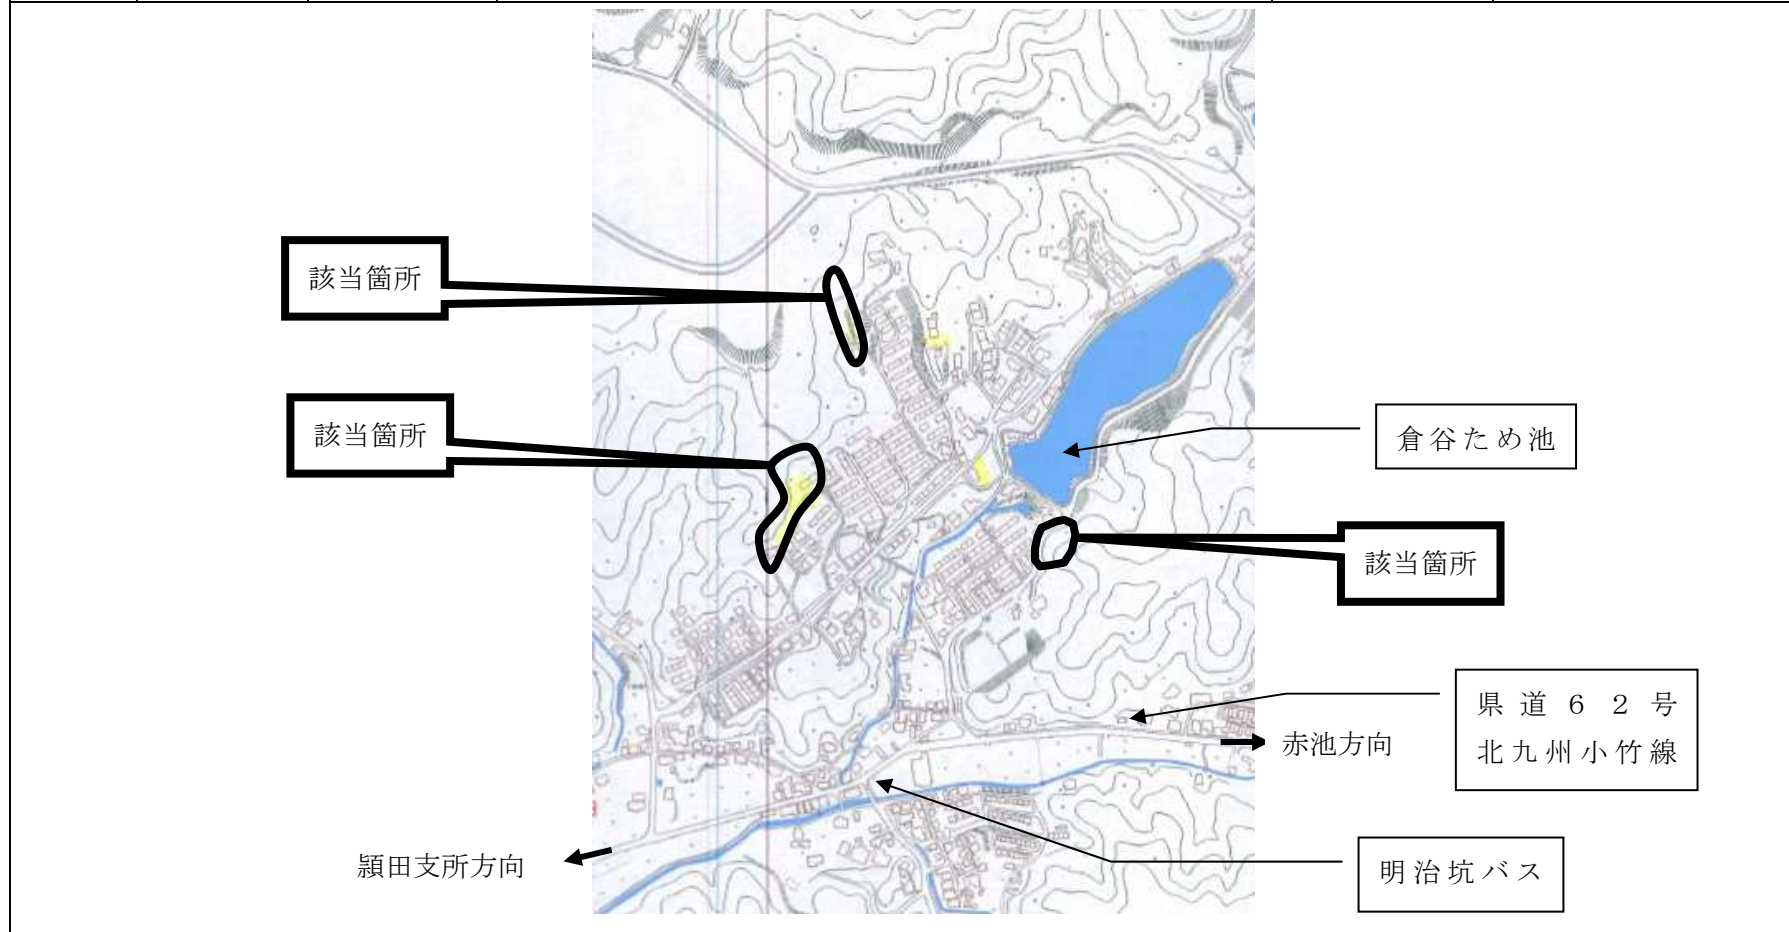 該当箇所
該当箇所
倉谷ため池
該当箇所
県道62号
北九州小竹線
赤池方向
頴田支所方向
明治坑バス